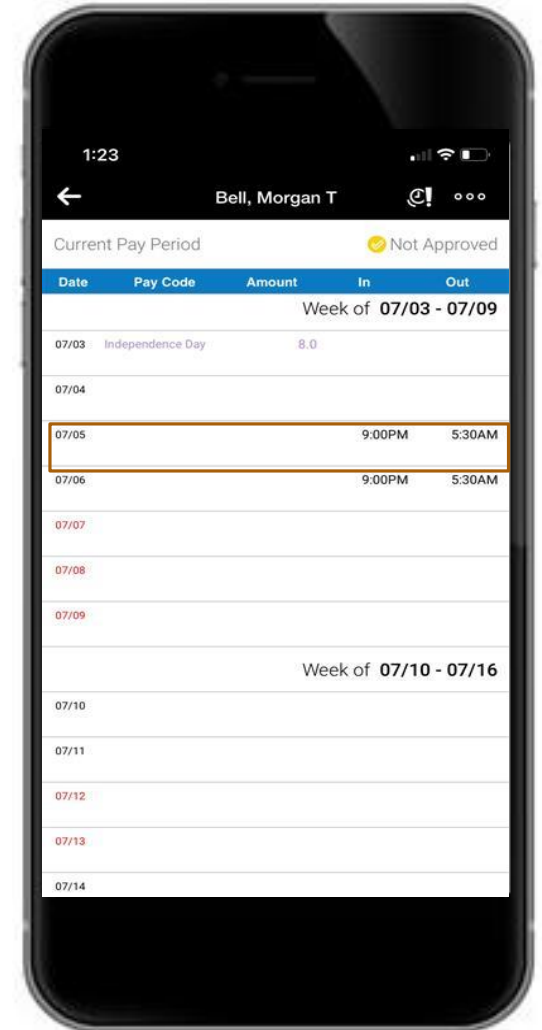 1:23
Bell, Morgan T
Current Pay Period Not Approved
Date Pay Code Amount In Out
Week of 07/03 - 07/09
07/03 Independence Day 8.0
07/04
07/05 9:00PM 5:30AM
07/06 9:00PM 5:30AM
07/07
07/08
07/09
Week of 07/10 - 07/16
07/10
07/11
07/12
07/13
07/14